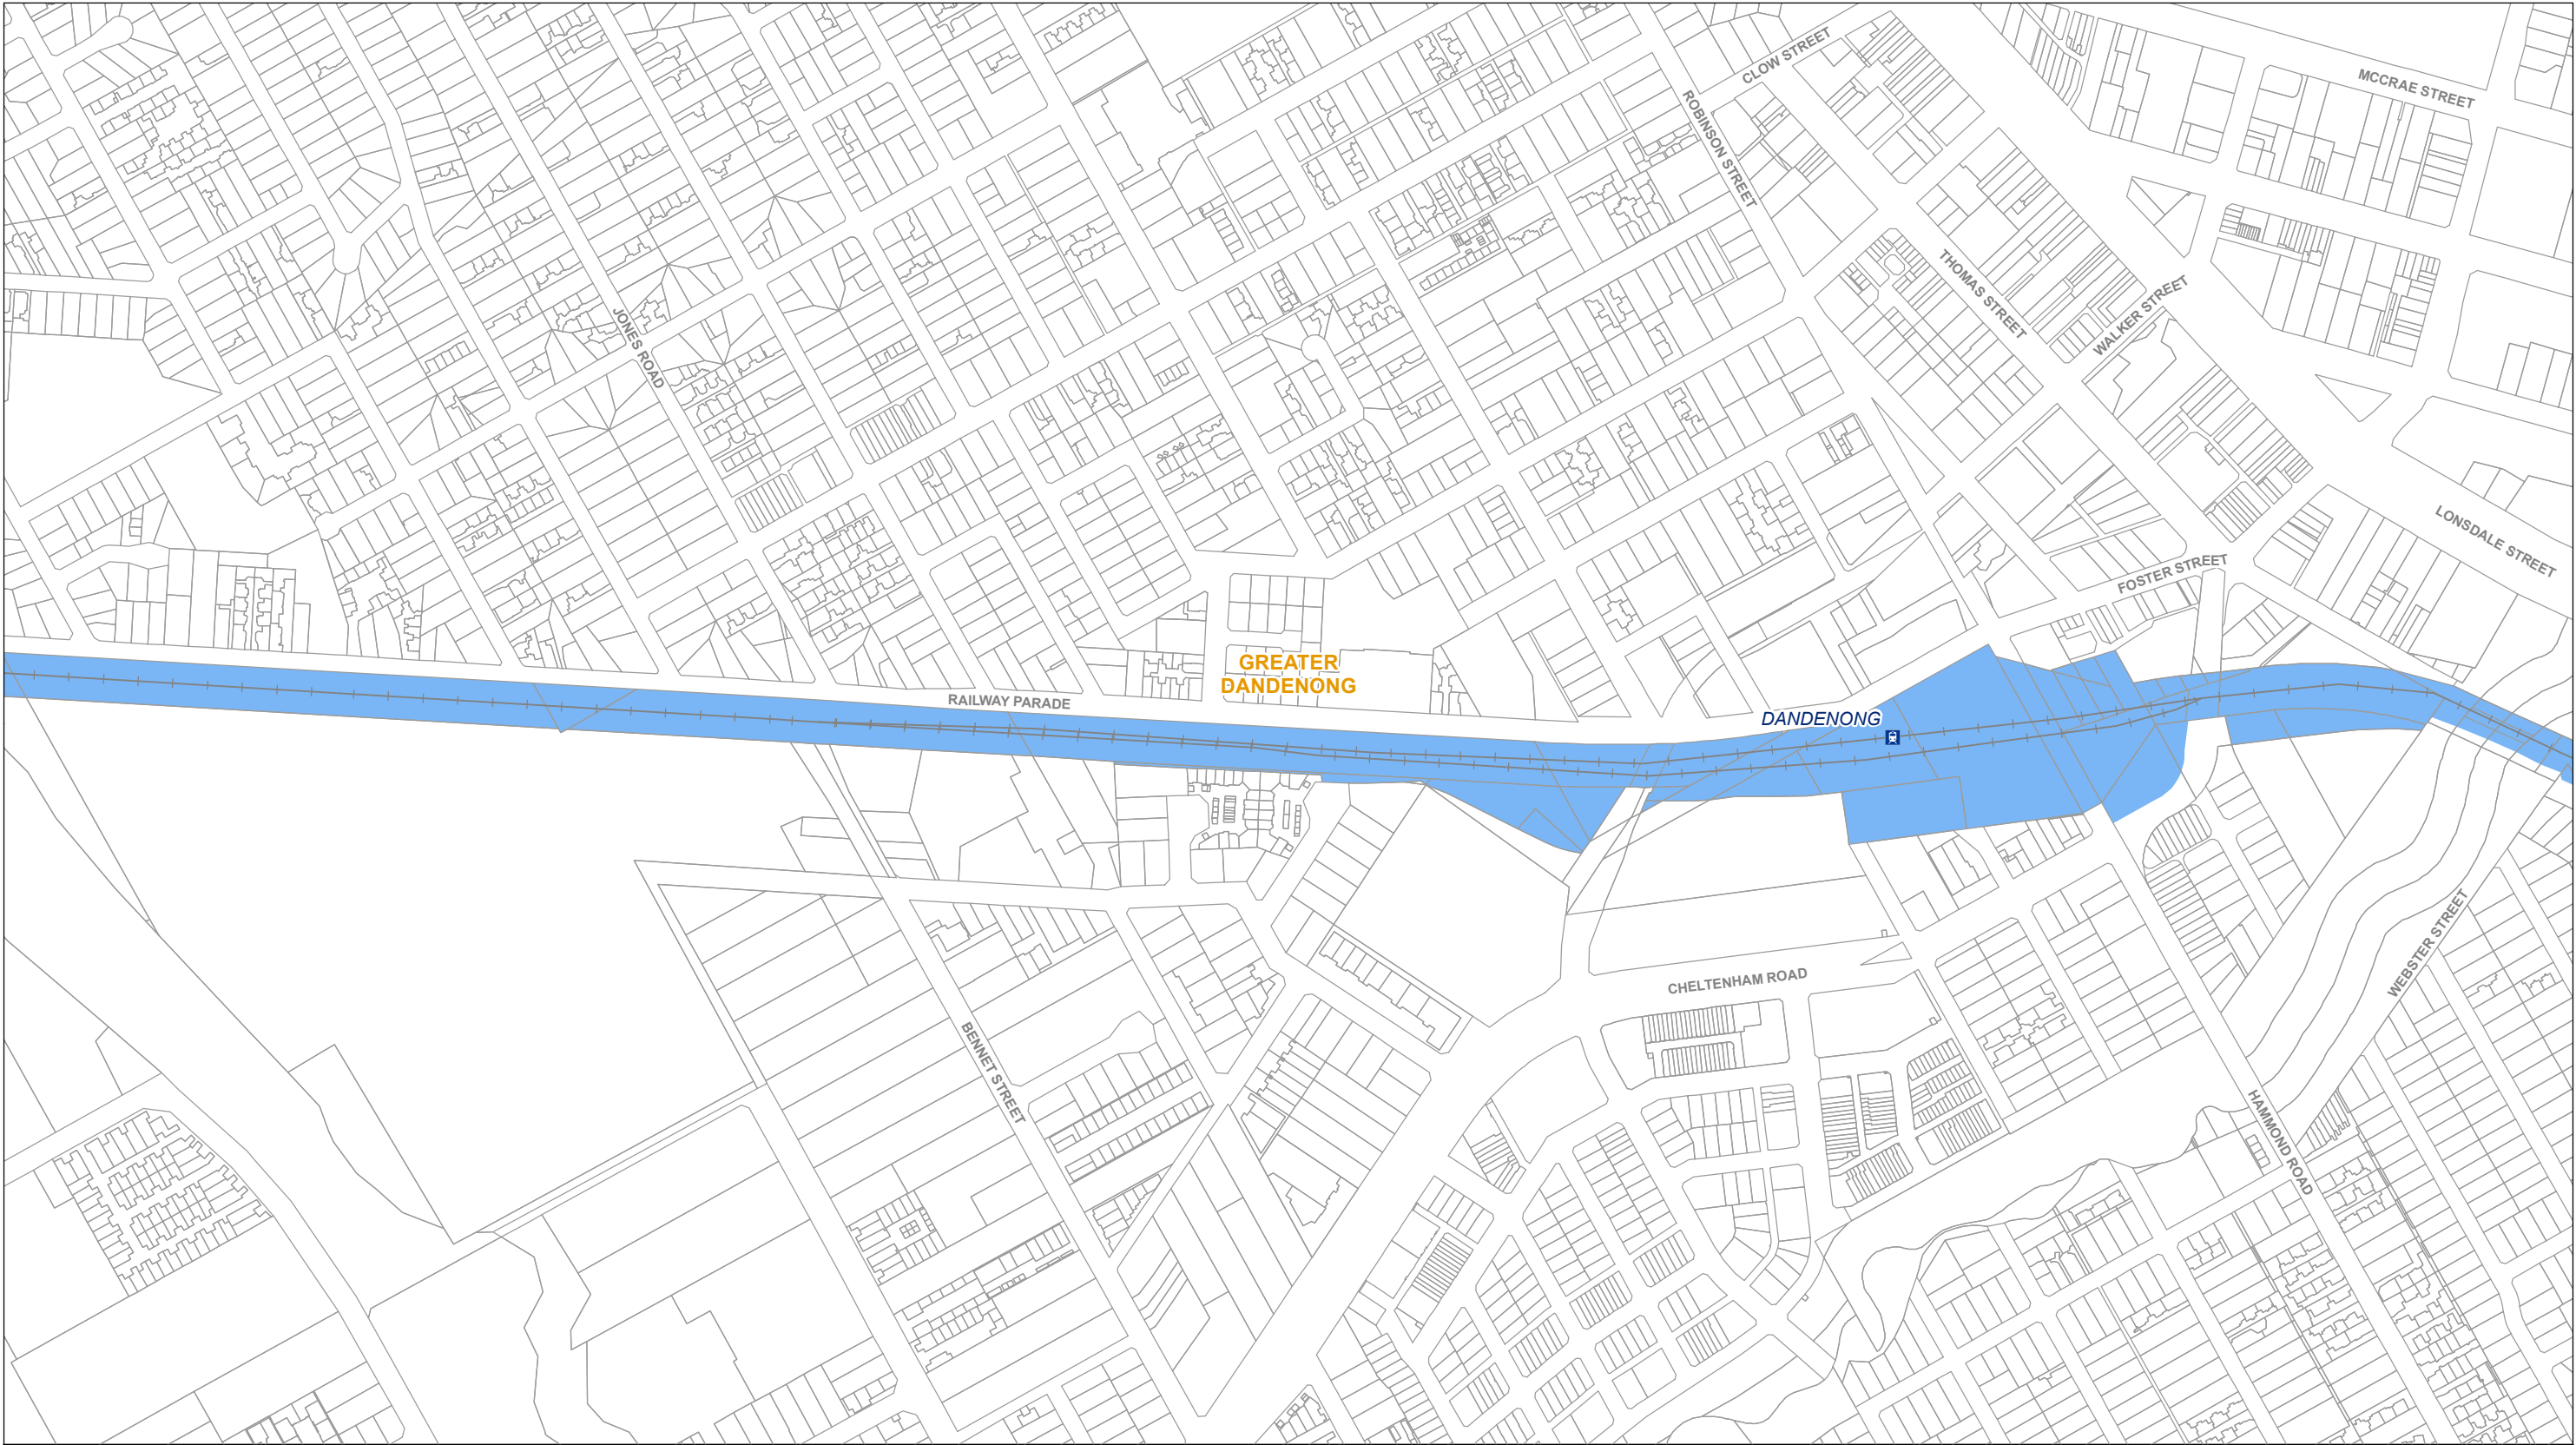 CLOW STREET
MCCRAE STREET
ROBINSON STREET
THOMAS STREET
WALKER STREET
JONES ROAD
LONSDALE STREET
FOSTER STREET
GREATER
DANDENONG
RAILWAY PARADE
DANDENONG
WEBSTER STREET
CHELTENHAM ROAD
BENNET STREET
HAMMOND ROAD